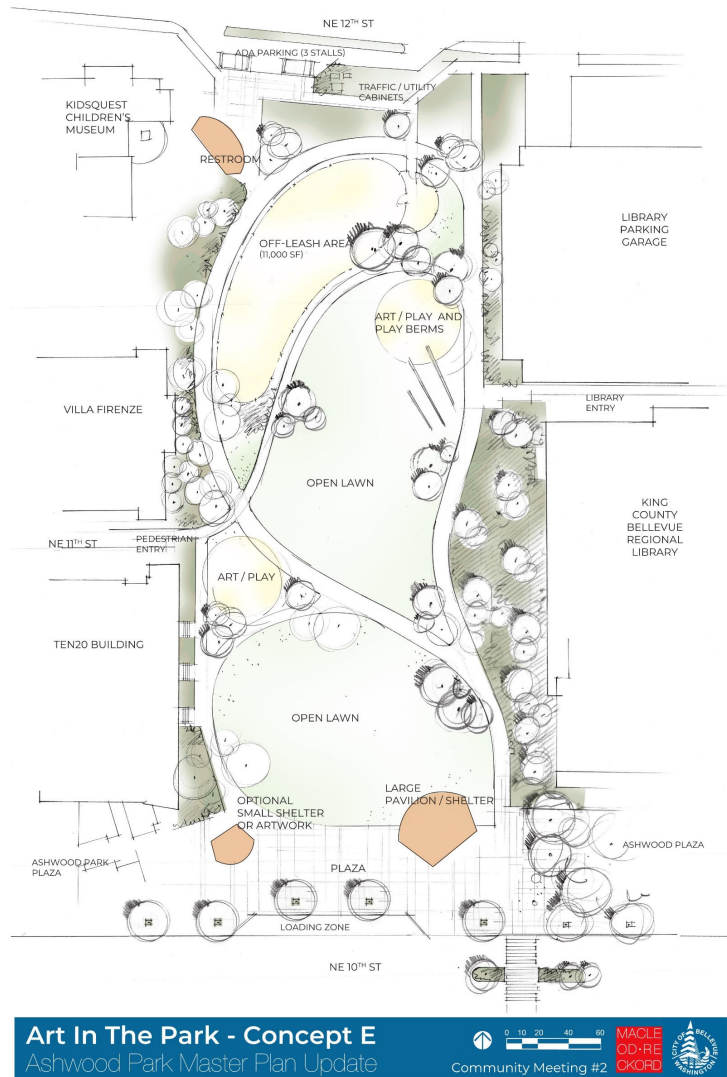 NE 12TH ST
ADA PARKING (3 STALLS)
TRAFFIC / UTILITY
CABINETS
KIDSQUEST
CHILDREN'S
MUSEUM
RESTROOM
LIBRARY
PARKING
GARAGE
OFF-LEASH AREA
(11,000 SF)
ART / PLAY AND
PLAY BERMS
LIBRARY
ENTRY
VILLA FIRENZE
OPEN LAWN
KING
COUNTY
BELLEVUE
REGIONAL
LIBRARY
NE 11TH ST
PEDESTRIAN
ENTRY
ART / PLAY
TEN20 BUILDING
OPEN LAWN
OPTIONAL
SMALL SHELTER
OR ARTWORK
LARGE
PAVILION / SHELTER
ASHWOOD PARK
PLAZA
PLAZA
ASHWOOD PLAZA
LOADING ZONE
NE 10TH ST
Art In The Park - Concept E
Ashwood Park Master Plan Update
0 10 20 40 60
Community Meeting #2
MACLE
OD·RE
CKORD
CITY OF BELLEVUE
WASHINGTON